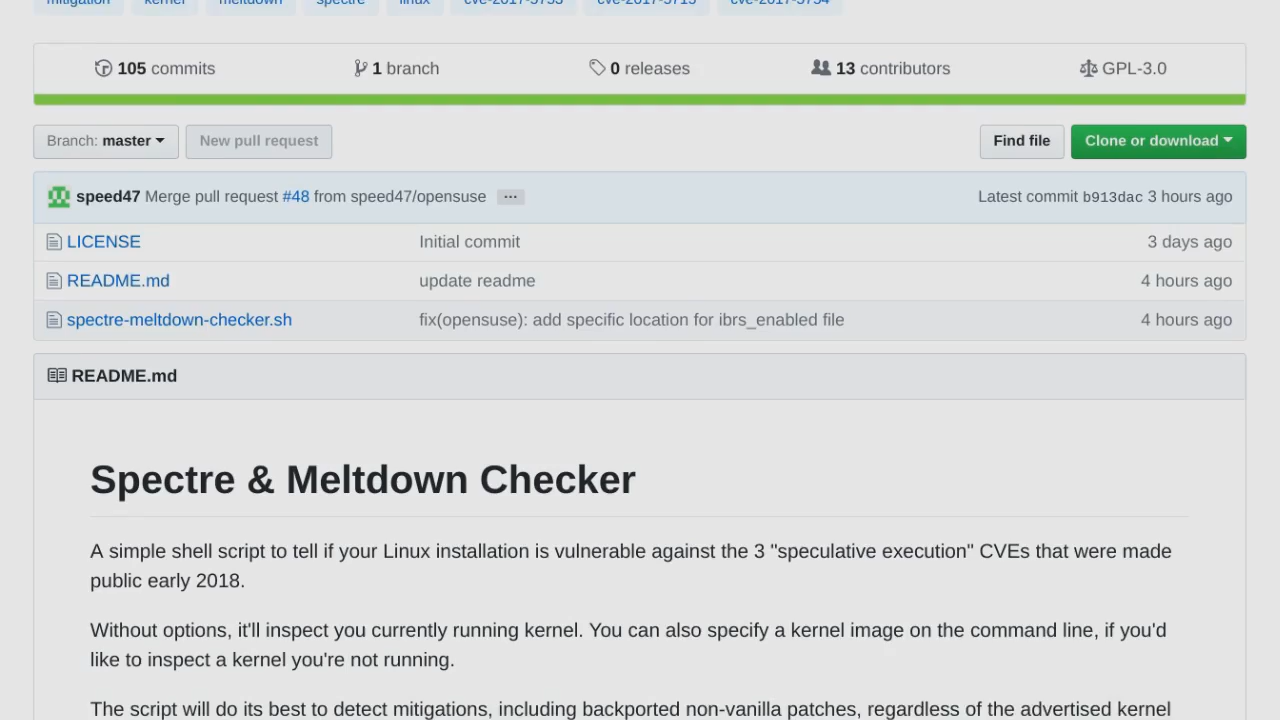 mitigation kernel meltdown spectre linux cve-2017-5753 cve-2017-5715 cve-2017-5754
105 commits 1 branch 0 releases 13 contributors GPL-3.0
Branch: master New pull request Find file Clone or download
speed47 Merge pull request #48 from speed47/opensuse ... Latest commit b913dac 3 hours ago
LICENSE Initial commit 3 days ago
README.md update readme 4 hours ago
spectre-meltdown-checker.sh fix(opensuse): add specific location for ibrs_enabled file 4 hours ago
README.md
Spectre & Meltdown Checker
A simple shell script to tell if your Linux installation is vulnerable against the 3 "speculative execution" CVEs that were made
public early 2018.
Without options, it'll inspect you currently running kernel. You can also specify a kernel image on the command line, if you'd
like to inspect a kernel you're not running.
The script will do its best to detect mitigations, including backported non-vanilla patches, regardless of the advertised kernel